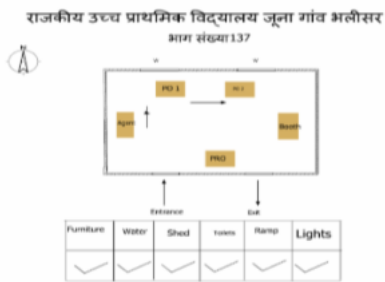 राजकीय उच्च प्राथमिक विद्यालय जूना गांव भलीसर
भाग संख्या 137
N
PO 1
Agent
Booth
PRO
Entrance
Exit
Furniture Water Shed Toilets Ramp Lights